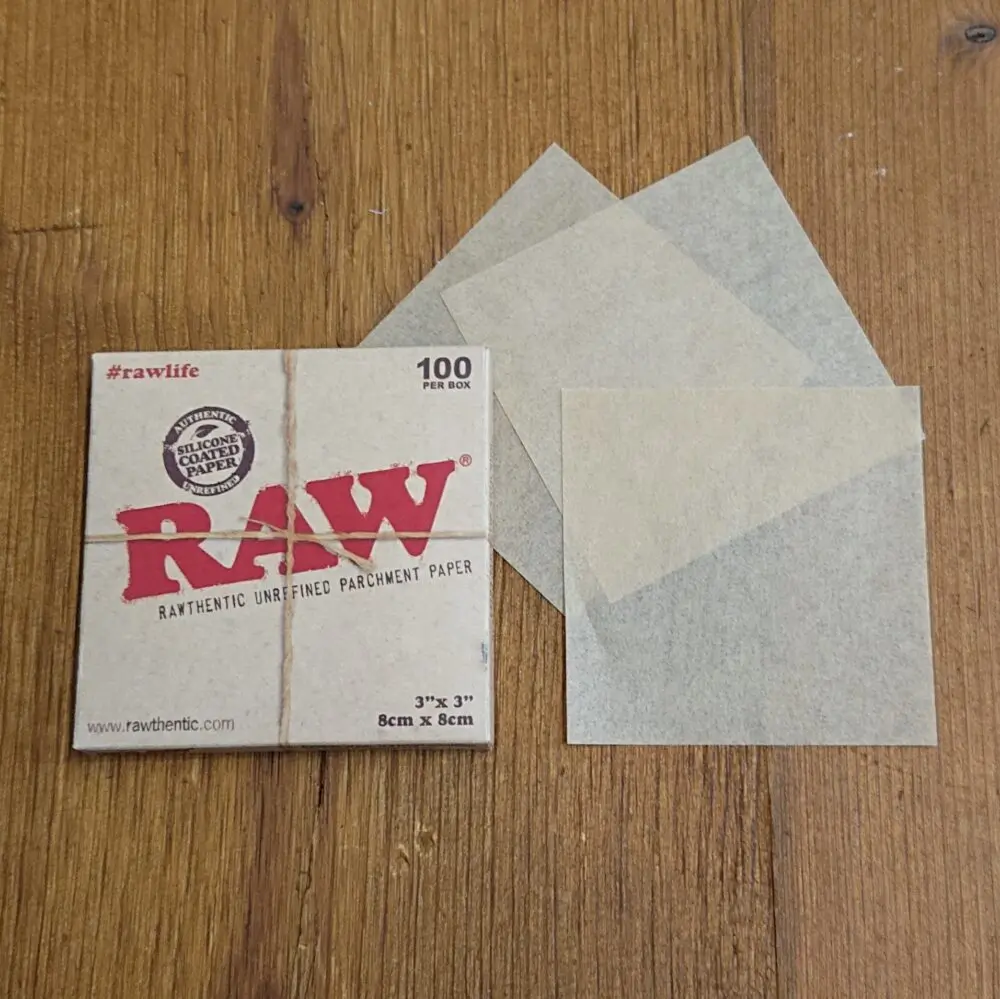 #rawlife
100
PER BOX
AUTHENTIC
SILICONE
COATED
PAPER
UNREFINED
RAW®
RAWTHENTIC UNREFINED PARCHMENT PAPER
3”x 3”
8cm x 8cm
www.rawthentic.com